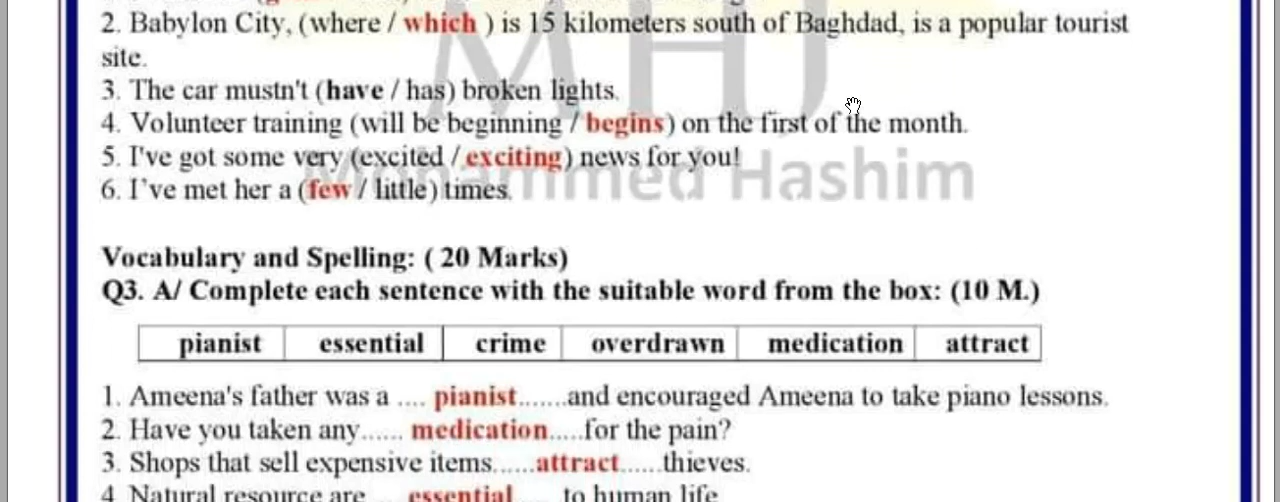 2. Babylon City, (where / which ) is 15 kilometers south of Baghdad, is a popular tourist
site.
3. The car mustn't (have / has) broken lights.
4. Volunteer training (will be beginning / begins) on the first of the month.
5. I've got some very (excited / exciting) news for you!
6. I've met her a (few / little) times.
MHJ
Mohammed Hashim
Vocabulary and Spelling: ( 20 Marks)
Q3. A/ Complete each sentence with the suitable word from the box: (10 M.)
pianist essential crime overdrawn medication attract
1. Ameena's father was a .... pianist.......and encouraged Ameena to take piano lessons.
2. Have you taken any...... medication.....for the pain?
3. Shops that sell expensive items......attract......thieves.
4. Natural resource are ... essential .... to human life